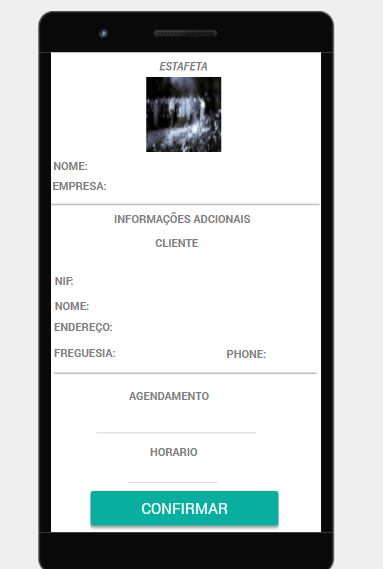 ESTAFETA
NOME:
EMPRESA:
INFORMAÇÕES ADCIONAIS
CLIENTE
NIF:
NOME:
ENDEREÇO:
FREGUESIA: PHONE:
AGENDAMENTO
HORARIO
CONFIRMAR